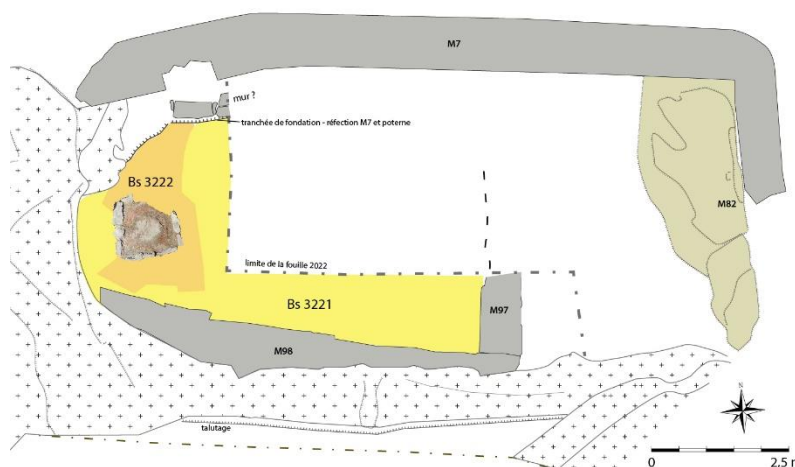 M7
mur ?
tranchée de fondation - réfection M7 et poterne
Bs 3222
M82
limite de la fouille 2022
Bs 3221
M97
M98
N
talutage
0
2.5 m